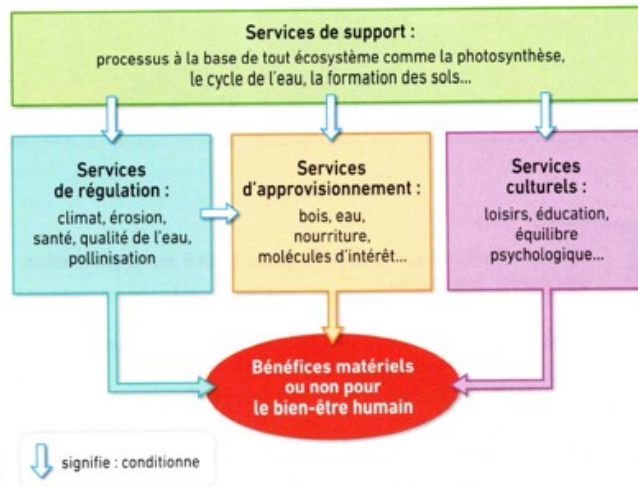 Services de support :
processus à la base de tout écosystème comme la photosynthèse,
le cycle de l'eau, la formation des sols...
Services
de régulation :
climat, érosion,
santé, qualité de l'eau,
pollinisation
Services
d'approvisionnement :
bois, eau,
nourriture,
molécules d'intérêt...
Services
culturels :
loisirs, éducation,
équilibre
psychologique...
Bénéfices matériels
ou non pour
le bien-être humain
signifie : conditionne